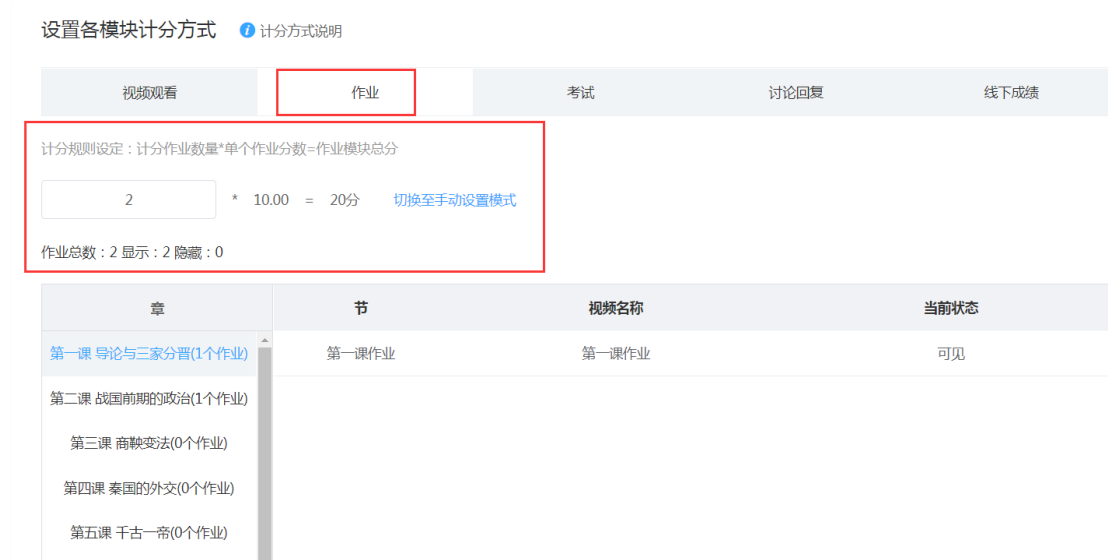 设置各模块计分方式 i 计分方式说明
视频观看 作业 考试 讨论回复 线下成绩
计分规则设定：计分作业数量*单个作业分数=作业模块总分
2 * 10.00 = 20分 切换至手动设置模式
作业总数：2 显示：2 隐藏：0
章 节 视频名称 当前状态
第一课 导论与三家分晋(1个作业) 第一课作业 第一课作业 可见
第二课 战国前期的政治(1个作业)
第三课 商鞅变法(0个作业)
第四课 秦国的外交(0个作业)
第五课 千古一帝(0个作业)